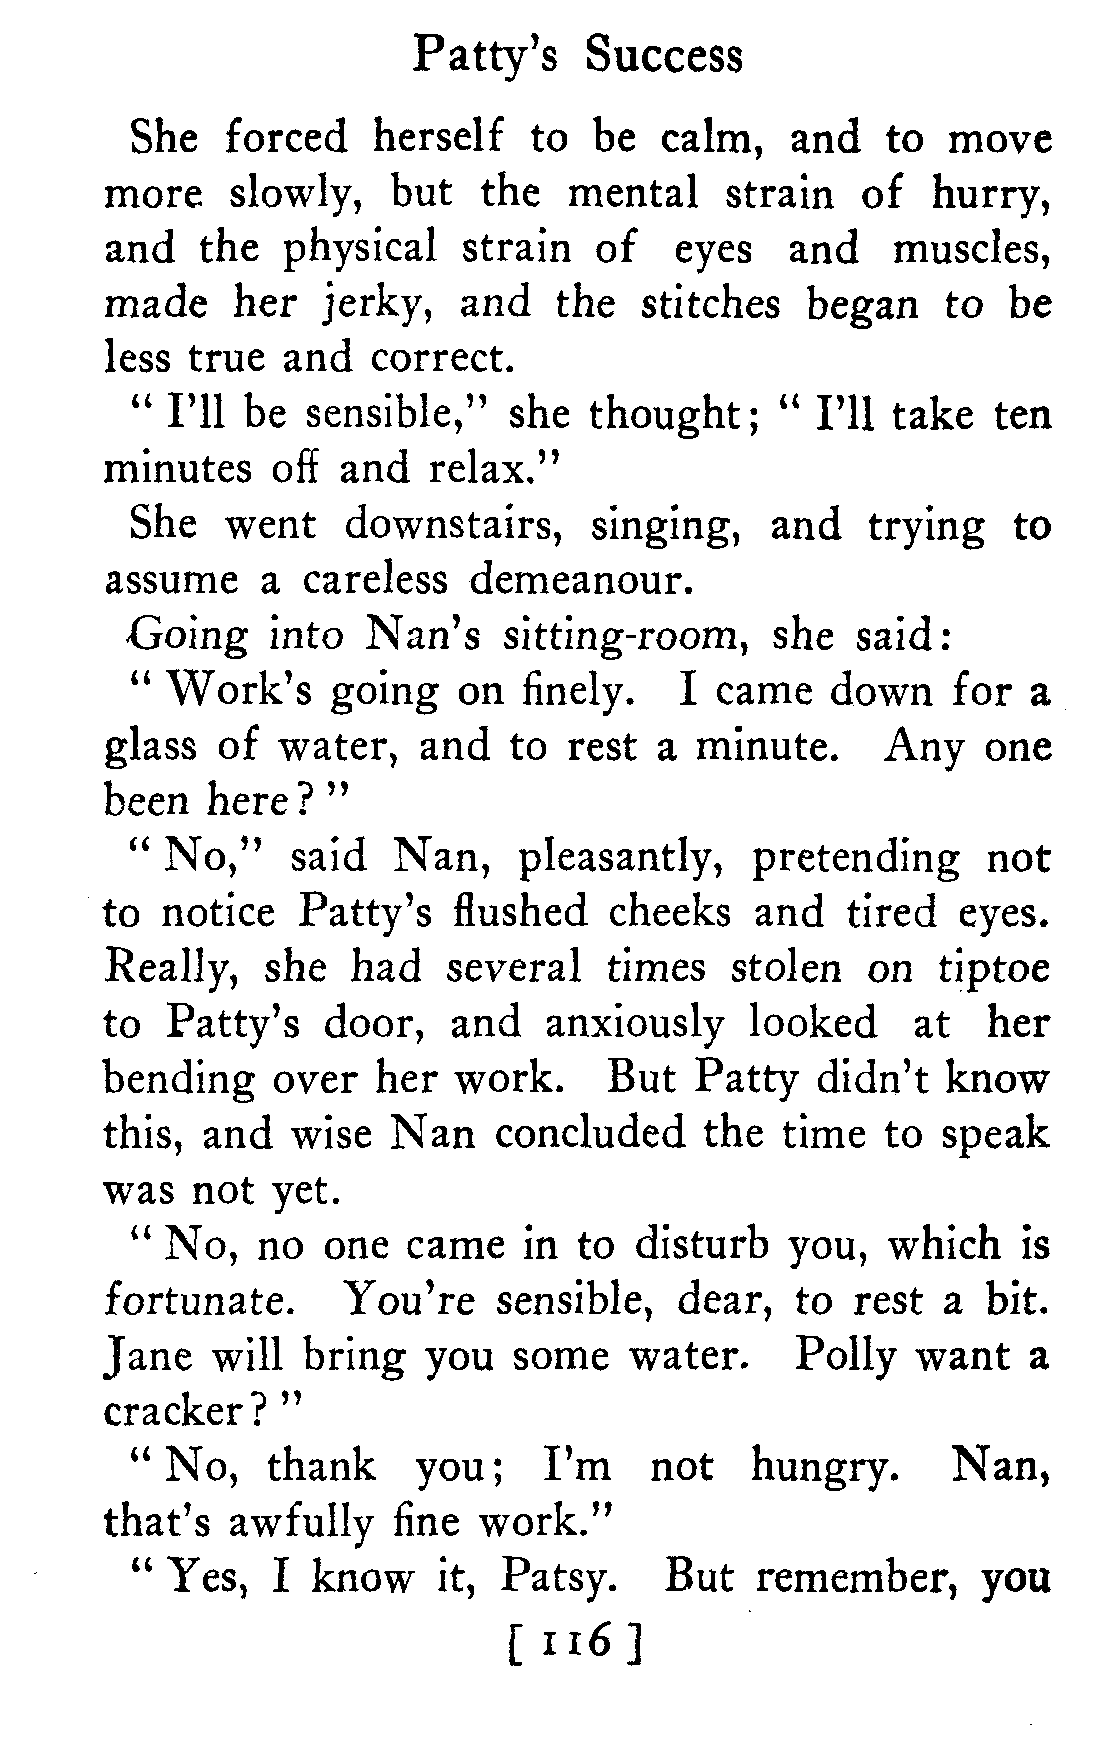 Patty's Success
She forced herself to be calm, and to move
more slowly, but the mental strain of hurry,
and the physical strain of eyes and muscles,
made her jerky, and the stitches began to be
less true and correct.
" I'll be sensible," she thought; " I'll take ten
minutes off and relax."
She went downstairs, singing, and trying to
assume a careless demeanour.
Going into Nan's sitting-room, she said:
" Work's going on finely. I came down for a
glass of water, and to rest a minute. Any one
been here? "
" No," said Nan, pleasantly, pretending not
to notice Patty's flushed cheeks and tired eyes.
Really, she had several times stolen on tiptoe
to Patty's door, and anxiously looked at her
bending over her work. But Patty didn't know
this, and wise Nan concluded the time to speak
was not yet.
" No, no one came in to disturb you, which is
fortunate. You're sensible, dear, to rest a bit.
Jane will bring you some water. Polly want a
cracker? "
" No, thank you; I'm not hungry. Nan,
that's awfully fine work."
" Yes, I know it, Patsy. But remember, you
[ 116 ]